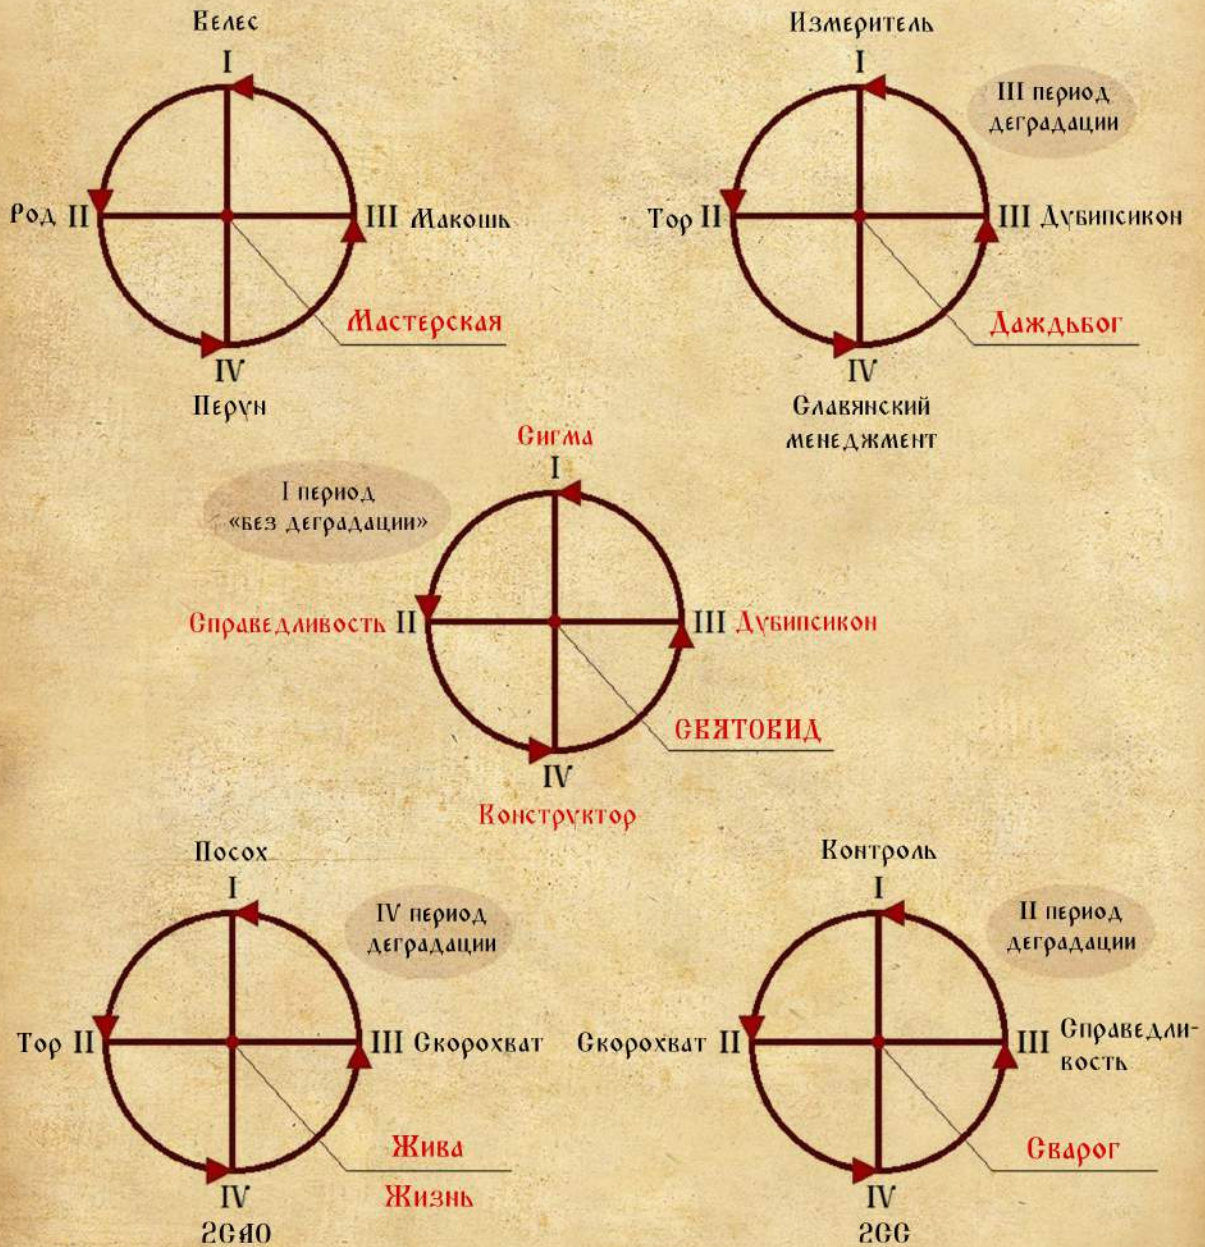 Велес
I
Род II
III Макошь
Мастерская
IV
Перун
Измеритель
I
III период
деградации
Тор II
III Дубипсикон
Даждьбог
IV
Славянский
менеджмент
Сигма
I
I период
«без деградации»
Справедливость II
III Дубипсикон
СВЯТОВИД
IV
Конструктор
Посох
I
IV период
деградации
Тор II
III Скорохват
Жива
Жизнь
IV
2САО
Контроль
I
II период
деградации
Скорохват II
III Справедли-
вость
Сварог
IV
2СС